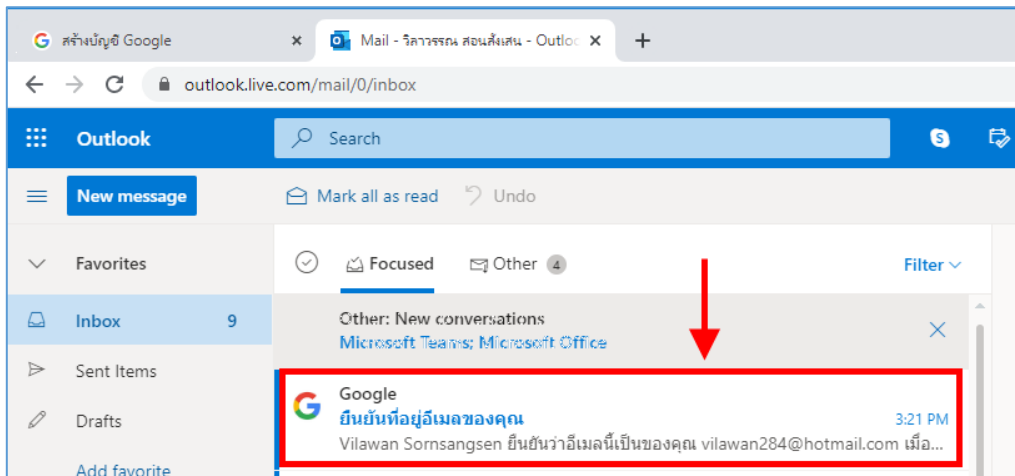 สร้างบัญชี Google
Mail - วิลาวรรณ สอนสั่งเสน - Outloo
outlook.live.com/mail/0/inbox
Outlook
Search
New message
Mark all as read
Undo
Favorites
Focused
Other 4
Filter
Inbox 9
Other: New conversations
Microsoft Teams; Microsoft Office
Sent Items
Google
Drafts
ยืนยันที่อยู่อีเมลของคุณ
3:21 PM
Vilawan Sornsangsen ยืนยันว่าอีเมลนี้เป็นของคุณ vilawan284@hotmail.com เมื่อ...
Add favorite